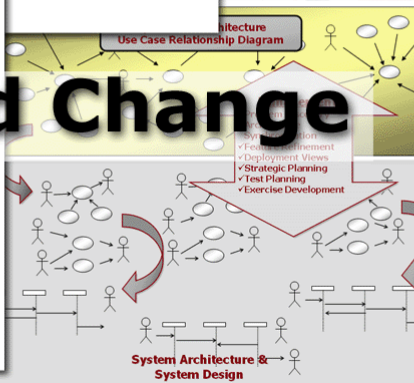 chitecture
Use Case Relationship Diagram
d Change
✓Feature Refinement
✓Deployment Views
✓Strategic Planning
✓Test Planning
✓Exercise Development
System Architecture &
System Design